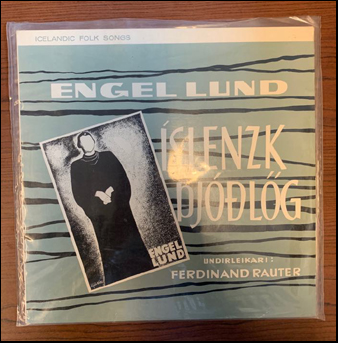 ICELANDIC FOLK SONGS
ENGEL LUND
ÍSLENZK
ÞJÓÐLÖG
ENGEL
LUND
UNDIRLEIKARI:
FERDINAND RAUTER